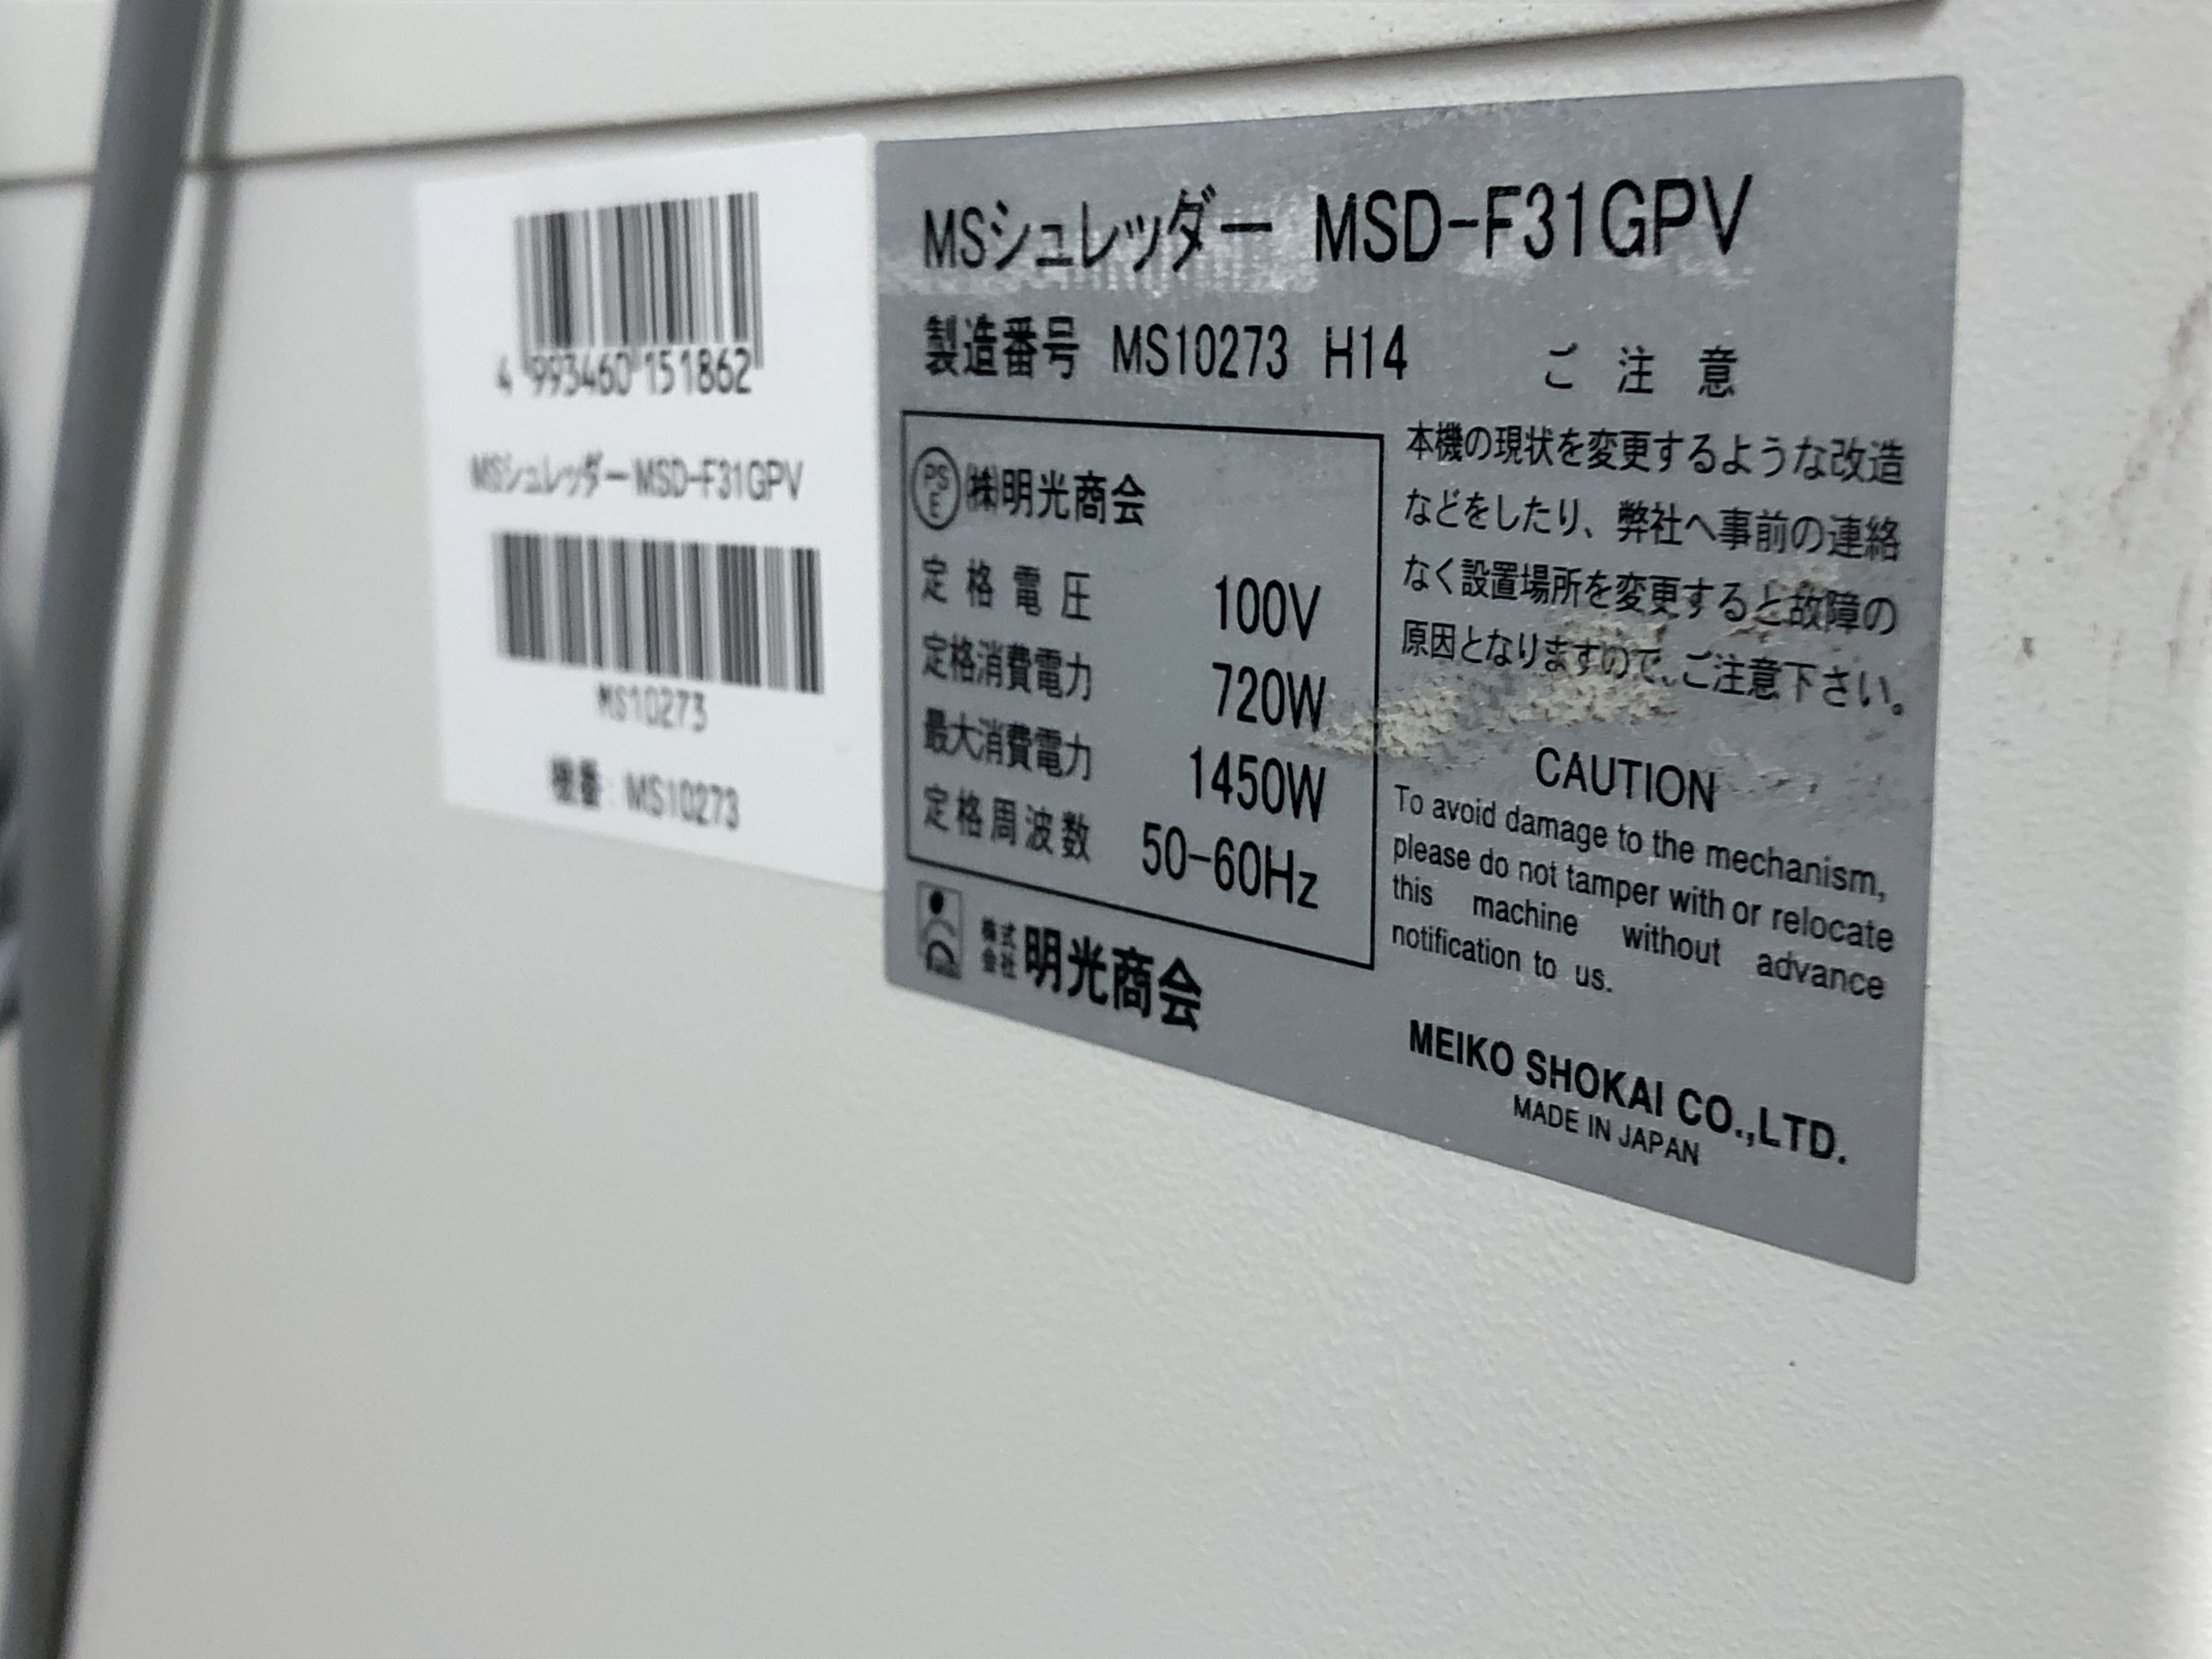 4 993460 151862
MSシュレッダーMSD-F31GPV
MS10273
機番: MS10273
MSシュレッダー MSD-F31GPV
製造番号 MS10273 H14
PS
E
㈱明光商会
定格電圧 100V
定格消費電力 720W
最大消費電力 1450W
定格周波数 50-60Hz
株式
会社
明光商会
ご注意
本機の現状を変更するような改造
などをしたり、弊社へ事前の連絡
なく設置場所を変更すると故障の
原因となりますので、ご注意下さい。
CAUTION
To avoid damage to the mechanism,
please do not tamper with or relocate
this machine without advance
notification to us.
MEIKO SHOKAI CO.,LTD.
MADE IN JAPAN